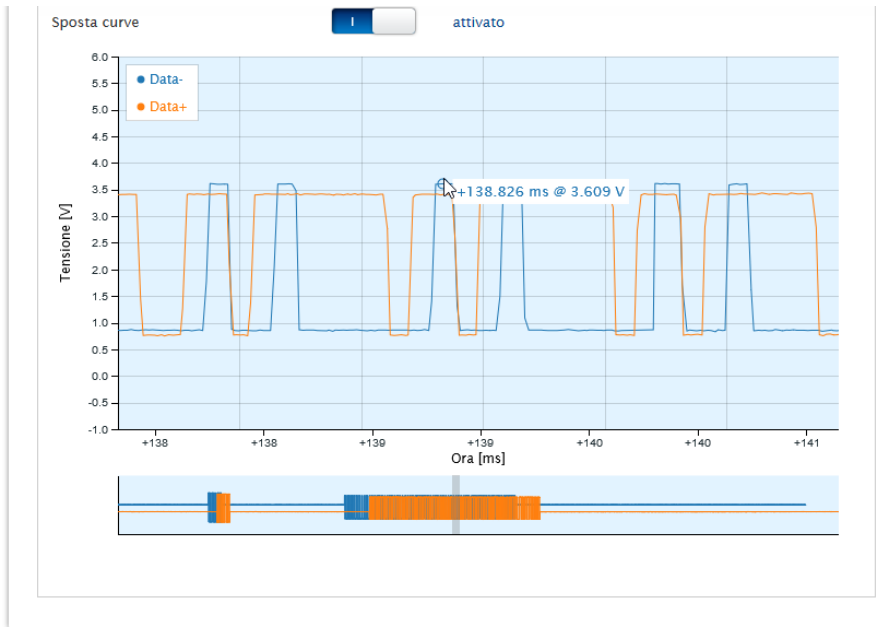 Sposta curve
I
attivato
6.0
Data-
5.5
Data+
5.0
4.5
4.0
+138.826 ms @ 3.609 V
3.5
3.0
Tensione [V]
2.5
2.0
1.5
1.0
0.5
0.0
-0.5
-1.0
+138 +138 +139 +139 +140 +140 +141
Ora [ms]